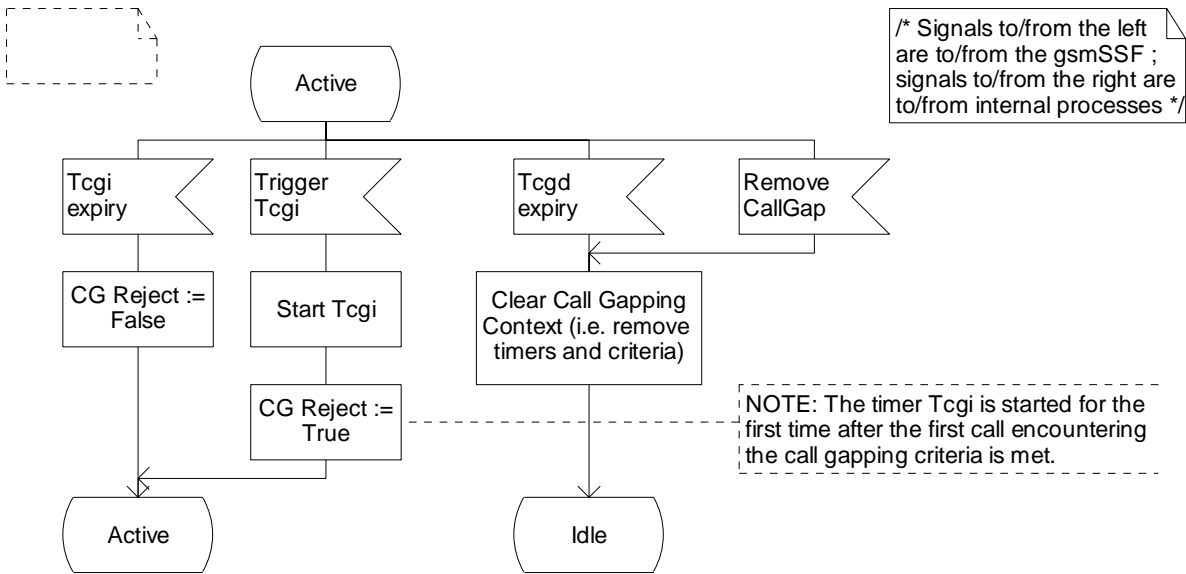 /* Signals to/from the left
are to/from the gsmSSF ;
signals to/from the right are
to/from internal processes */
Active
Tcgi
expiry
Trigger
Tcgi
Tcgd
expiry
Remove
CallGap
CG Reject :=
False
Start Tcgi
Clear Call Gapping
Context (i.e. remove
timers and criteria)
CG Reject :=
True
NOTE: The timer Tcgi is started for the
first time after the first call encountering
the call gapping criteria is met.
Active
Idle